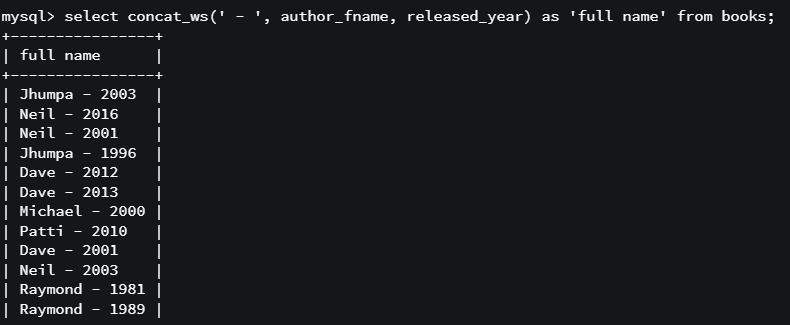 mysql> select concat_ws(' - ', author_fname, released_year) as 'full name' from books;
+----------------+
| full name      |
+----------------+
| Jhumpa - 2003  |
| Neil - 2016    |
| Neil - 2001    |
| Jhumpa - 1996  |
| Dave - 2012    |
| Dave - 2013    |
| Michael - 2000 |
| Patti - 2010   |
| Dave - 2001    |
| Neil - 2003    |
| Raymond - 1981 |
| Raymond - 1989 |